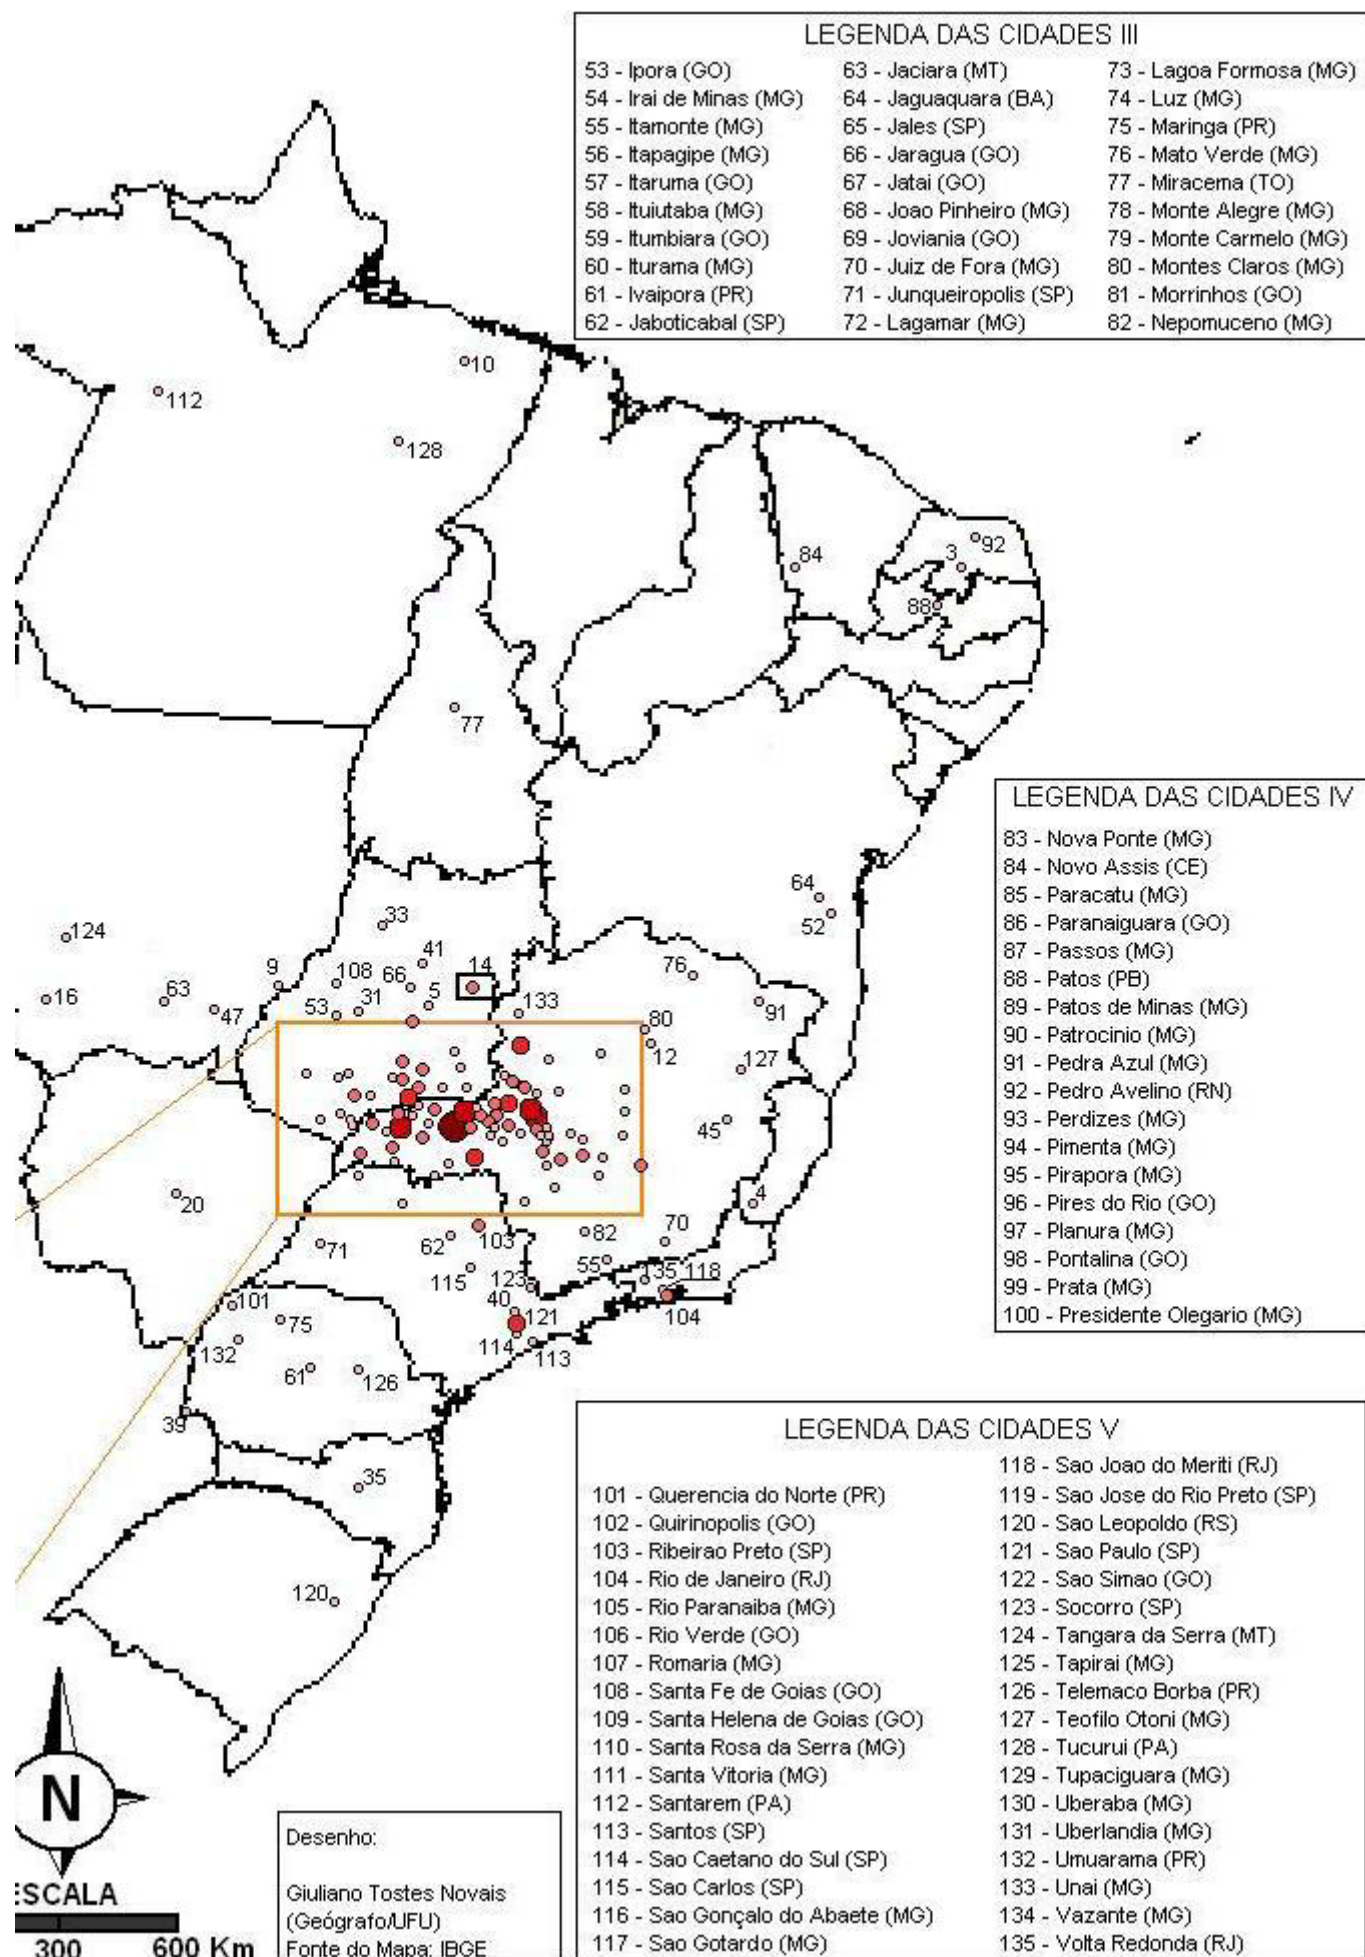 LEGENDA DAS CIDADES III
53 - Ipora (GO)
54 - Irai de Minas (MG)
55 - Itamonte (MG)
56 - Itapagipe (MG)
57 - Itaruma (GO)
58 - Ituiutaba (MG)
59 - Itumbiara (GO)
60 - Iturama (MG)
61 - Ivaipora (PR)
62 - Jaboticabal (SP)
63 - Jaciara (MT)
64 - Jaguaquara (BA)
65 - Jales (SP)
66 - Jaragua (GO)
67 - Jatai (GO)
68 - Joao Pinheiro (MG)
69 - Joviania (GO)
70 - Juiz de Fora (MG)
71 - Junqueiropolis (SP)
72 - Lagamar (MG)
73 - Lagoa Formosa (MG)
74 - Luz (MG)
75 - Maringa (PR)
76 - Mato Verde (MG)
77 - Miracema (TO)
78 - Monte Alegre (MG)
79 - Monte Carmelo (MG)
80 - Montes Claros (MG)
81 - Morrinhos (GO)
82 - Nepomuceno (MG)
10
112
128
92
3
84
88
77
64
52
33
124
41
9
108
66
14
76
16
63
5
133
91
47
53
31
80
12
127
45
20
4
71
62
103
82
70
55
115
123
135
118
101
40
104
75
121
132
114
113
61
126
39
35
120
LEGENDA DAS CIDADES IV
83 - Nova Ponte (MG)
84 - Novo Assis (CE)
85 - Paracatu (MG)
86 - Paranaiguara (GO)
87 - Passos (MG)
88 - Patos (PB)
89 - Patos de Minas (MG)
90 - Patrocinio (MG)
91 - Pedra Azul (MG)
92 - Pedro Avelino (RN)
93 - Perdizes (MG)
94 - Pimenta (MG)
95 - Pirapora (MG)
96 - Pires do Rio (GO)
97 - Planura (MG)
98 - Pontalina (GO)
99 - Prata (MG)
100 - Presidente Olegario (MG)
LEGENDA DAS CIDADES V
101 - Querencia do Norte (PR)
102 - Quirinopolis (GO)
103 - Ribeirao Preto (SP)
104 - Rio de Janeiro (RJ)
105 - Rio Paranaiba (MG)
106 - Rio Verde (GO)
107 - Romaria (MG)
108 - Santa Fe de Goias (GO)
109 - Santa Helena de Goias (GO)
110 - Santa Rosa da Serra (MG)
111 - Santa Vitoria (MG)
112 - Santarem (PA)
113 - Santos (SP)
114 - Sao Caetano do Sul (SP)
115 - Sao Carlos (SP)
116 - Sao Gonçalo do Abaete (MG)
117 - Sao Gotardo (MG)
118 - Sao Joao do Meriti (RJ)
119 - Sao Jose do Rio Preto (SP)
120 - Sao Leopoldo (RS)
121 - Sao Paulo (SP)
122 - Sao Simao (GO)
123 - Socorro (SP)
124 - Tangara da Serra (MT)
125 - Tapirai (MG)
126 - Telemaco Borba (PR)
127 - Teofilo Otoni (MG)
128 - Tucurui (PA)
129 - Tupaciguara (MG)
130 - Uberaba (MG)
131 - Uberlandia (MG)
132 - Umuarama (PR)
133 - Unai (MG)
134 - Vazante (MG)
135 - Volta Redonda (RJ)
N
ESCALA
300 600 Km
Desenho:
Giuliano Tostes Novais
(Geógrafo/UFU)
Fonte do Mapa: IBGE